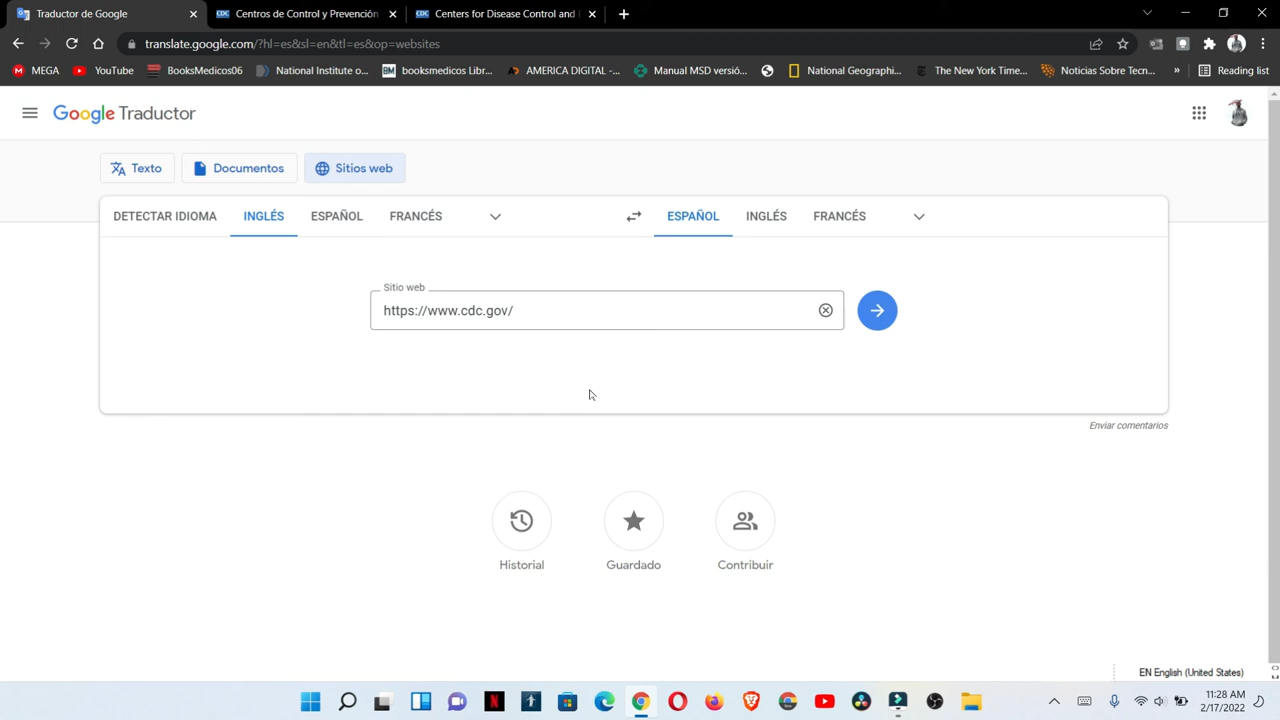 Traductor de Google
Centros de Control y Prevención
Centers for Disease Control and
translate.google.com/?hl=es&sl=en&tl=es&op=websites
MEGA
YouTube
BooksMedicos06
National Institute o...
booksmedicos Libr...
AMERICA DIGITAL -...
Manual MSD versió...
National Geographi...
The New York Time...
Noticias Sobre Tecn...
»
Reading list
Google Traductor
Texto
Documentos
Sitios web
DETECTAR IDIOMA
INGLÉS
ESPAÑOL
FRANCÉS
ESPAÑOL
INGLÉS
FRANCÉS
Sitio web
https://www.cdc.gov/
Enviar comentarios
Historial
Guardado
Contribuir
EN English (United States)
11:28 AM
2/17/2022